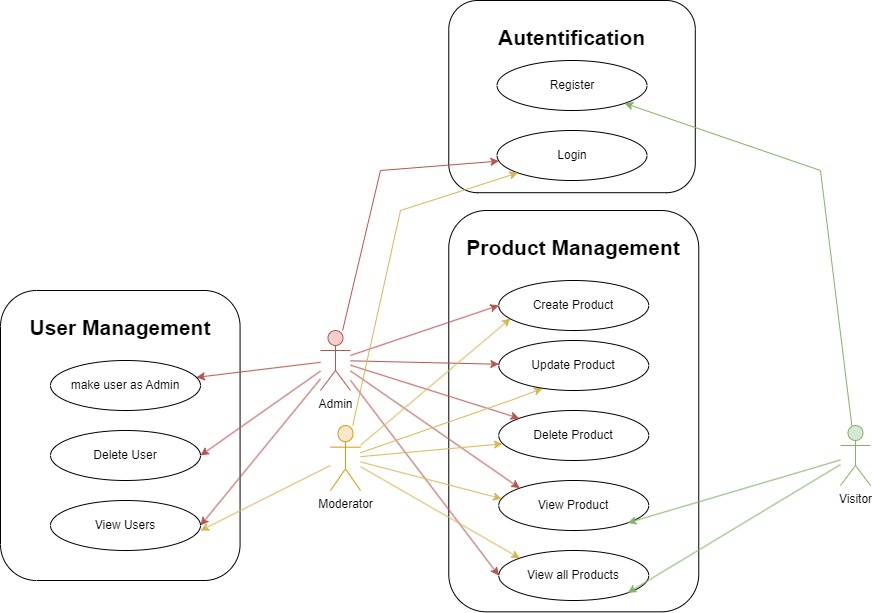 Autentification
Register
Login
Product Management
Create Product
Update Product
Delete Product
View Product
View all Products
User Management
make user as Admin
Delete User
View Users
Admin
Moderator
Visitor